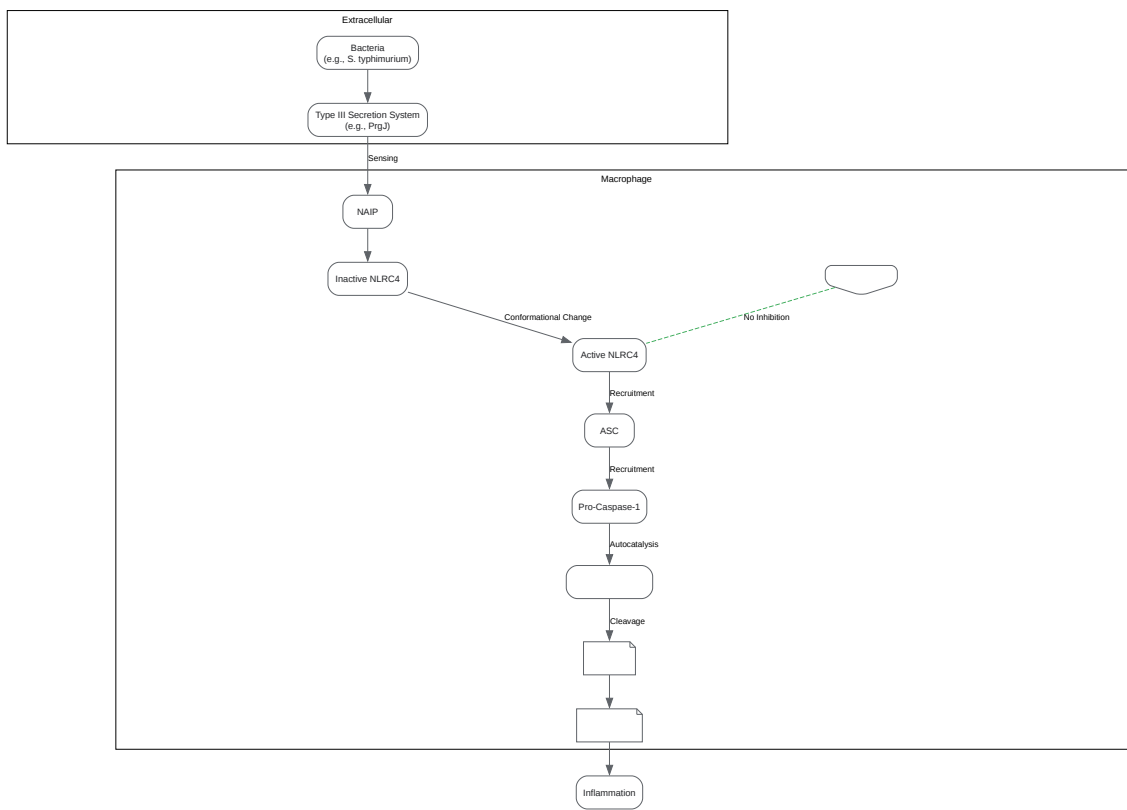 Extracellular
Bacteria
(e.g., S. typhimurium)
Type III Secretion System
(e.g., PrgJ)
Sensing
Macrophage
NAIP
Inactive NLRC4
Conformational Change
No Inhibition
Active NLRC4
Recruitment
ASC
Recruitment
Pro-Caspase-1
Autocatalysis
Cleavage
Inflammation